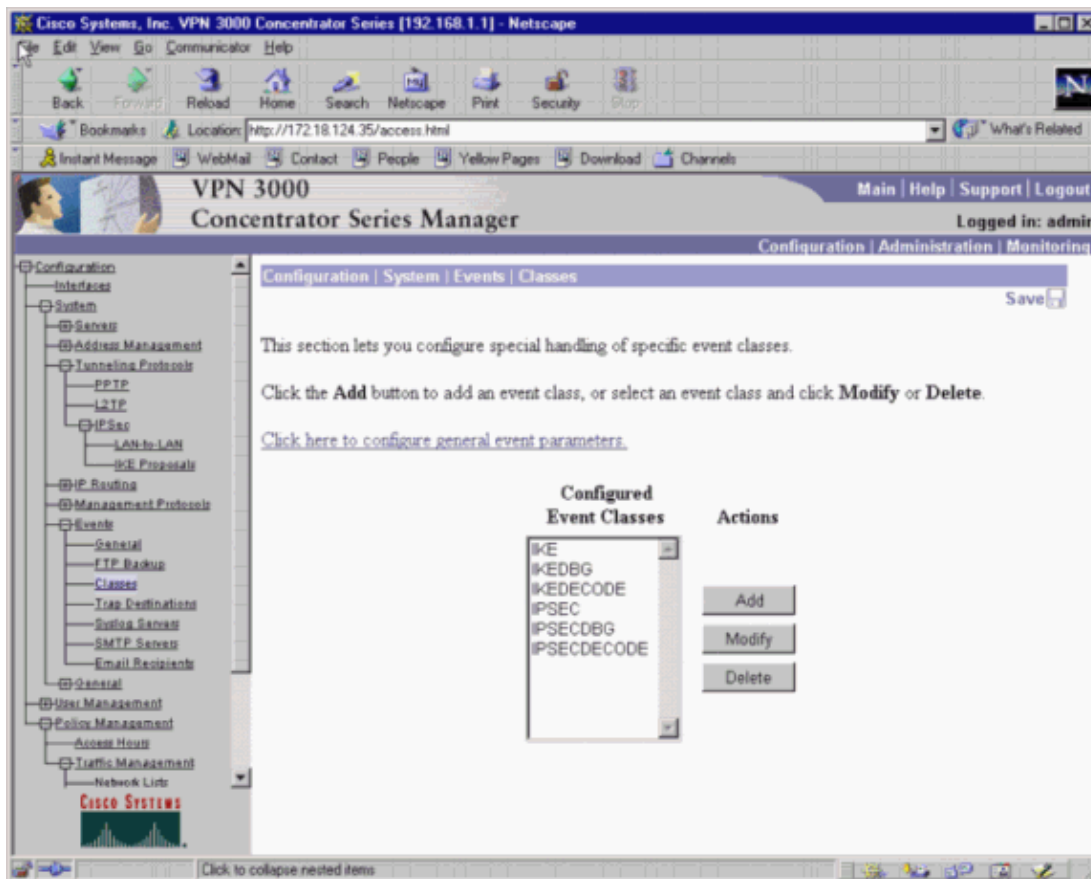 Cisco Systems, Inc. VPN 3000 Concentrator Series [192.168.1.1] - Netscape
File Edit View Go Communicator Help
Back Forward Reload Home Search Netscape Print Security Stop
Bookmarks Location: http://172.18.124.35/access.html What's Related
Instant Message WebMail Contact People Yellow Pages Download Channels
VPN 3000
Concentrator Series Manager
Main | Help | Support | Logout
Logged in: admin
Configuration | Administration | Monitoring
Configuration
Interfaces
System
Servers
Address Management
Tunneling Protocols
PPTP
L2TP
IPSec
LAN-to-LAN
IKE Proposals
IP Routing
Management Protocols
Events
General
FTP Backup
Classes
Trap Destinations
Syslog Servers
SMTP Servers
Email Recipients
General
User Management
Policy Management
Access Hours
Traffic Management
Network Lists
CISCO SYSTEMS
Configuration | System | Events | Classes
Save
This section lets you configure special handling of specific event classes.
Click the Add button to add an event class, or select an event class and click Modify or Delete.
Click here to configure general event parameters.
Configured
Event Classes
Actions
IKE
IKEDBG
IKEDECODE
IPSEC
IPSECDBG
IPSECDECODE
Add
Modify
Delete
Click to collapse nested items